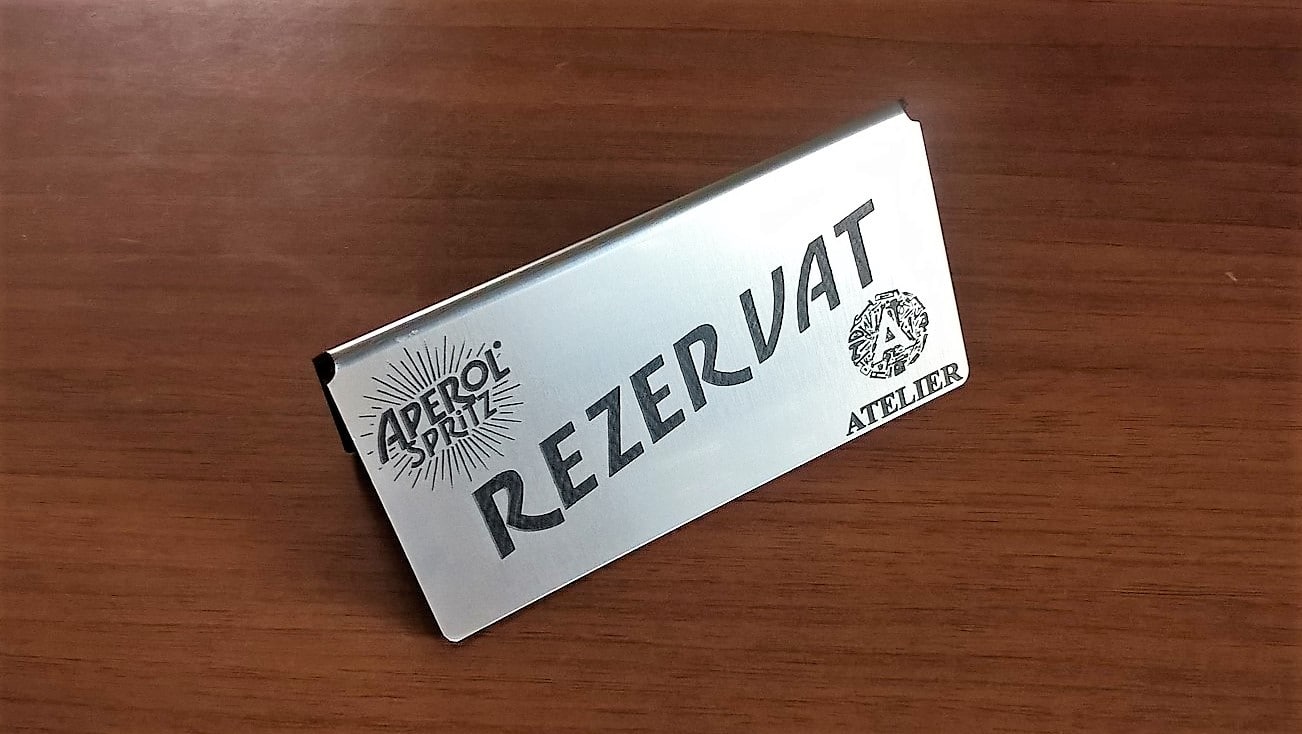 APEROL
SPRiTZ
REZERVAT
A
ATELIER